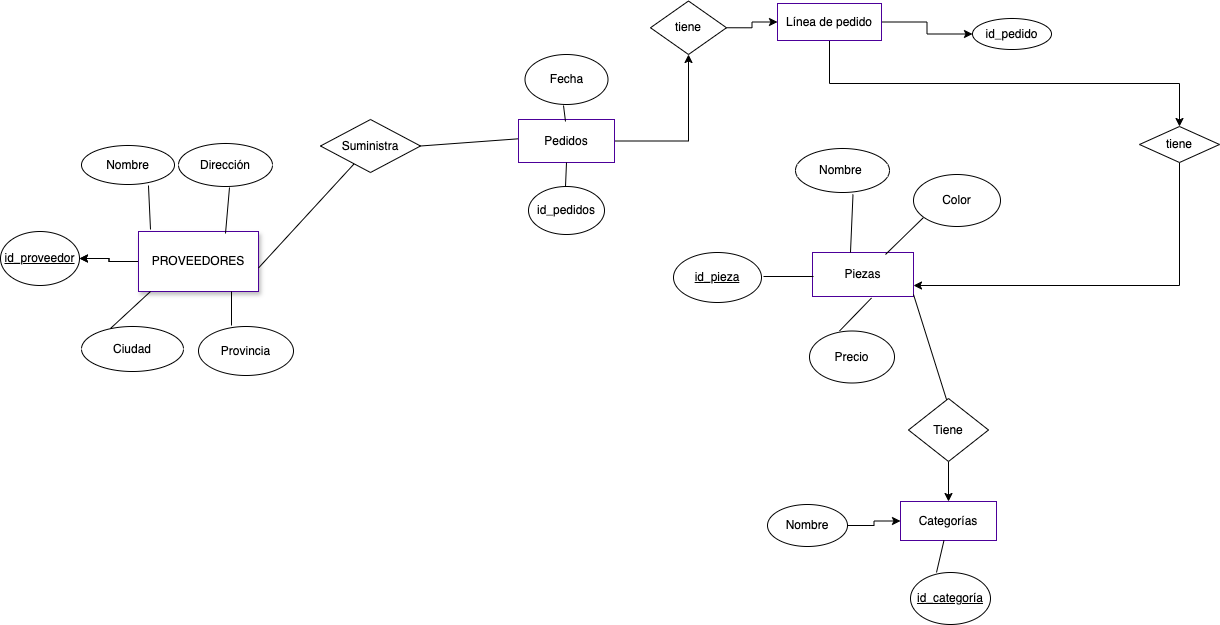 tiene
Línea de pedido
id_pedido
Fecha
Pedidos
id_pedidos
Suministra
tiene
Nombre
Dirección
id_proveedor
PROVEEDORES
Ciudad
Provincia
Nombre
Color
id_pieza
Piezas
Precio
Tiene
Nombre
Categorías
id_categoría